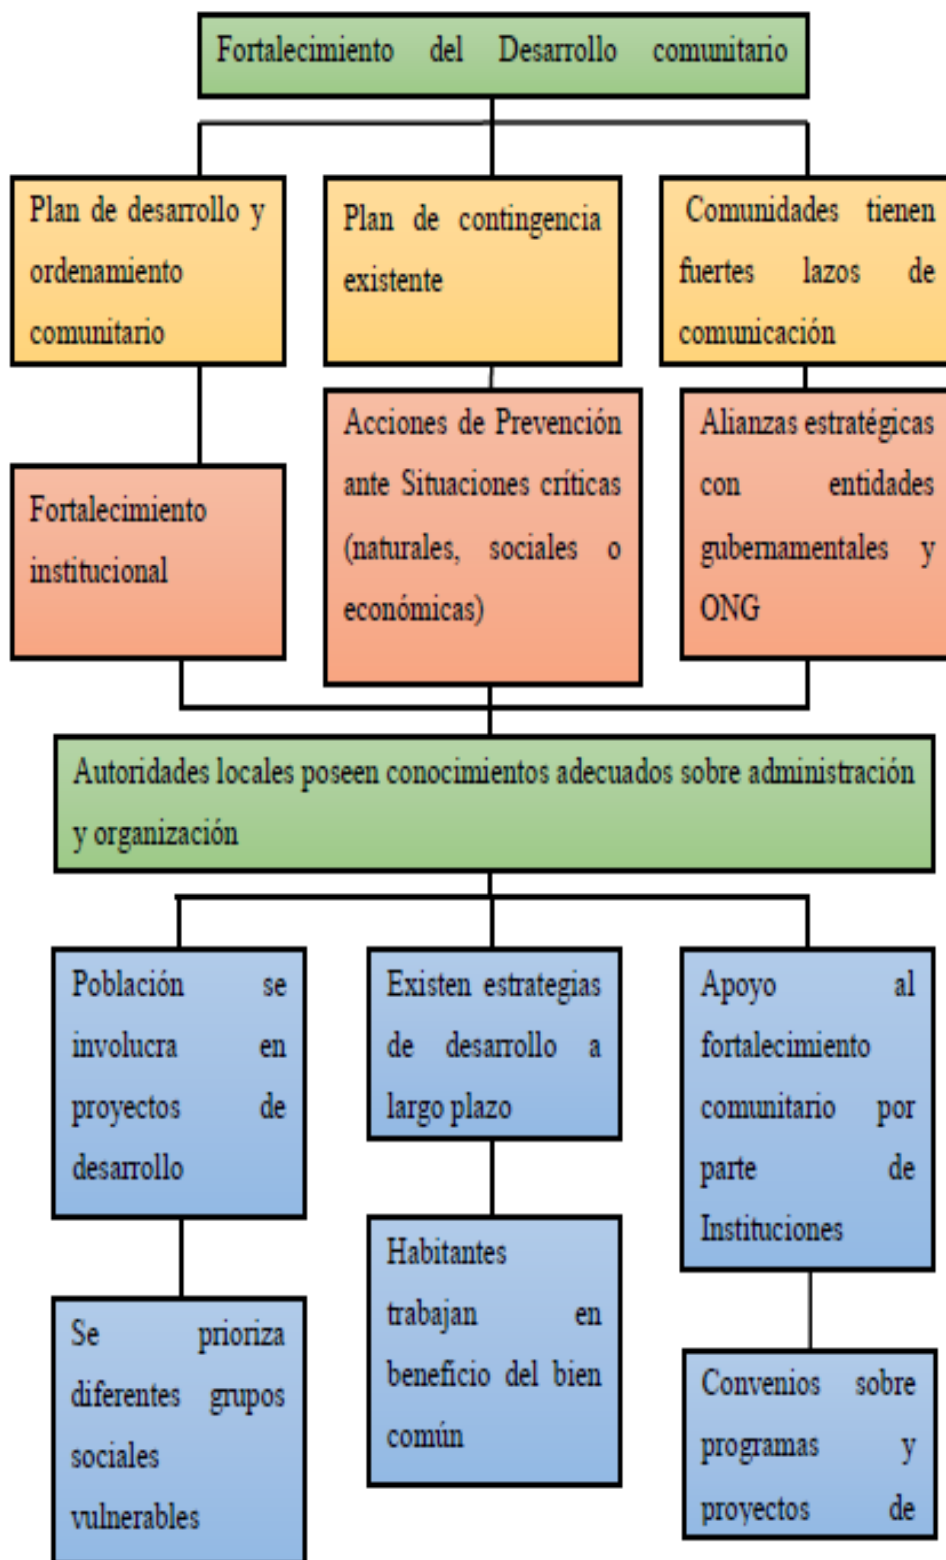 Fortalecimiento del Desarrollo comunitario
Plan de desarrollo y
ordenamiento
comunitario
Plan de contingencia
existente
Comunidades tienen
fuertes lazos de
comunicación
Fortalecimiento
institucional
Acciones de Prevención
ante Situaciones críticas
(naturales, sociales o
económicas)
Alianzas estratégicas
con entidades
gubernamentales y
ONG
Autoridades locales poseen conocimientos adecuados sobre administración
y organización
Población se
involucra en
proyectos de
desarrollo
Existen estrategias
de desarrollo a
largo plazo
Apoyo al
fortalecimiento
comunitario por
parte de
Instituciones
Se prioriza
diferentes grupos
sociales
vulnerables
Habitantes
trabajan en
beneficio del bien
común
Convenios sobre
programas y
proyectos de